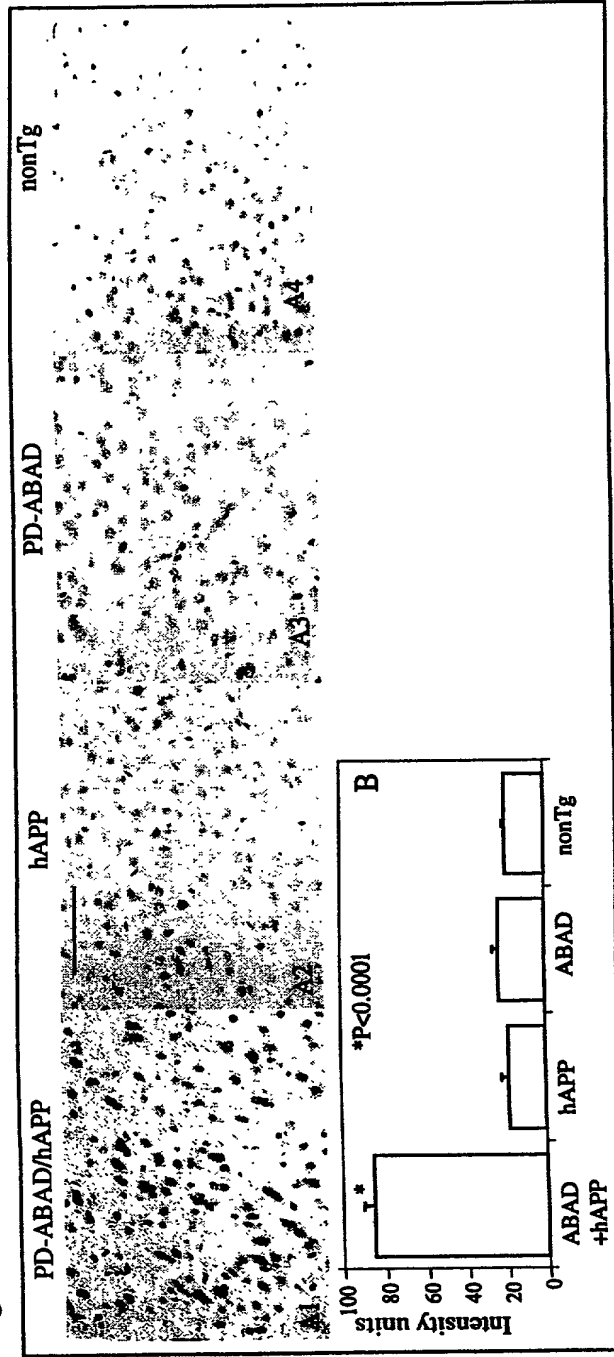 PD-ABAD/hAPP hAPP PD-ABAD nonTg
A1 A2 A3 A4
B
*P<0.0001
Intensity units
100
80
60
40
20
0
*
ABAD +hAPP
hAPP
ABAD
nonTg